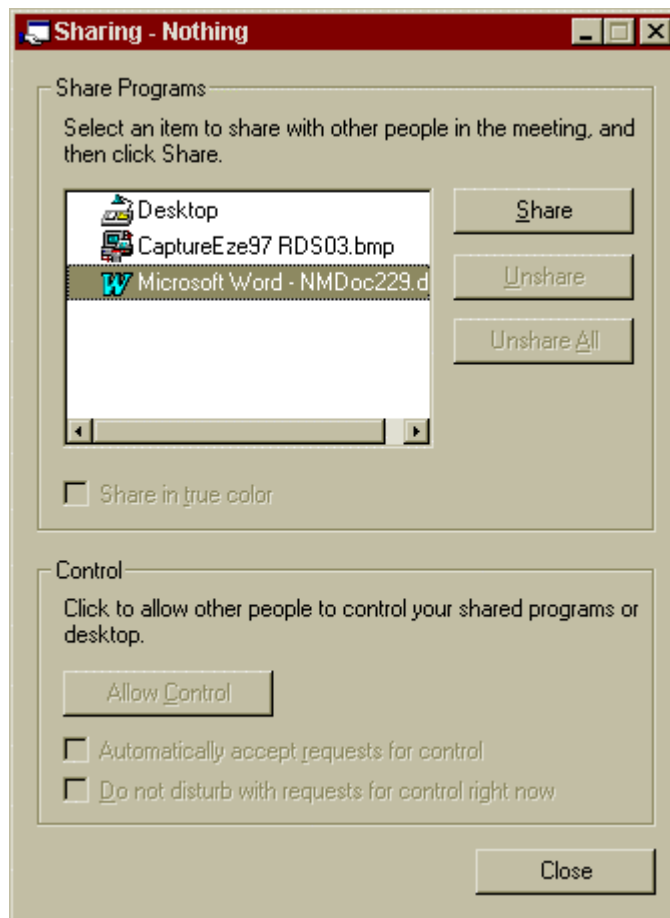 Sharing - Nothing
Share Programs
Select an item to share with other people in the meeting, and
then click Share.
Desktop
CaptureEze97 RDS03.bmp
Microsoft Word - NMDoc229.d
Share
Unshare
Unshare All
Share in true color
Control
Click to allow other people to control your shared programs or
desktop.
Allow Control
Automatically accept requests for control
Do not disturb with requests for control right now
Close